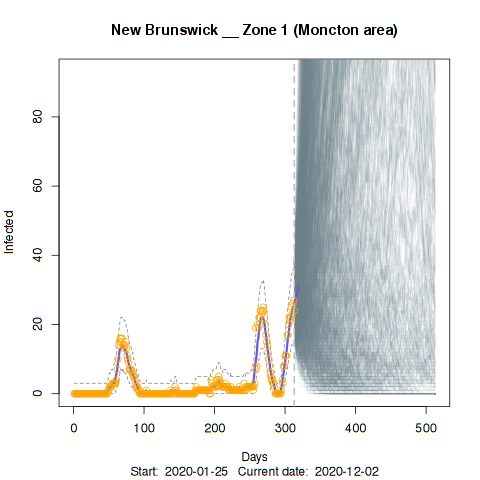 New Brunswick __ Zone 1 (Moncton area)
Infected
80
60
40
20
0
0 100 200 300 400 500
Days
Start: 2020-01-25 Current date: 2020-12-02